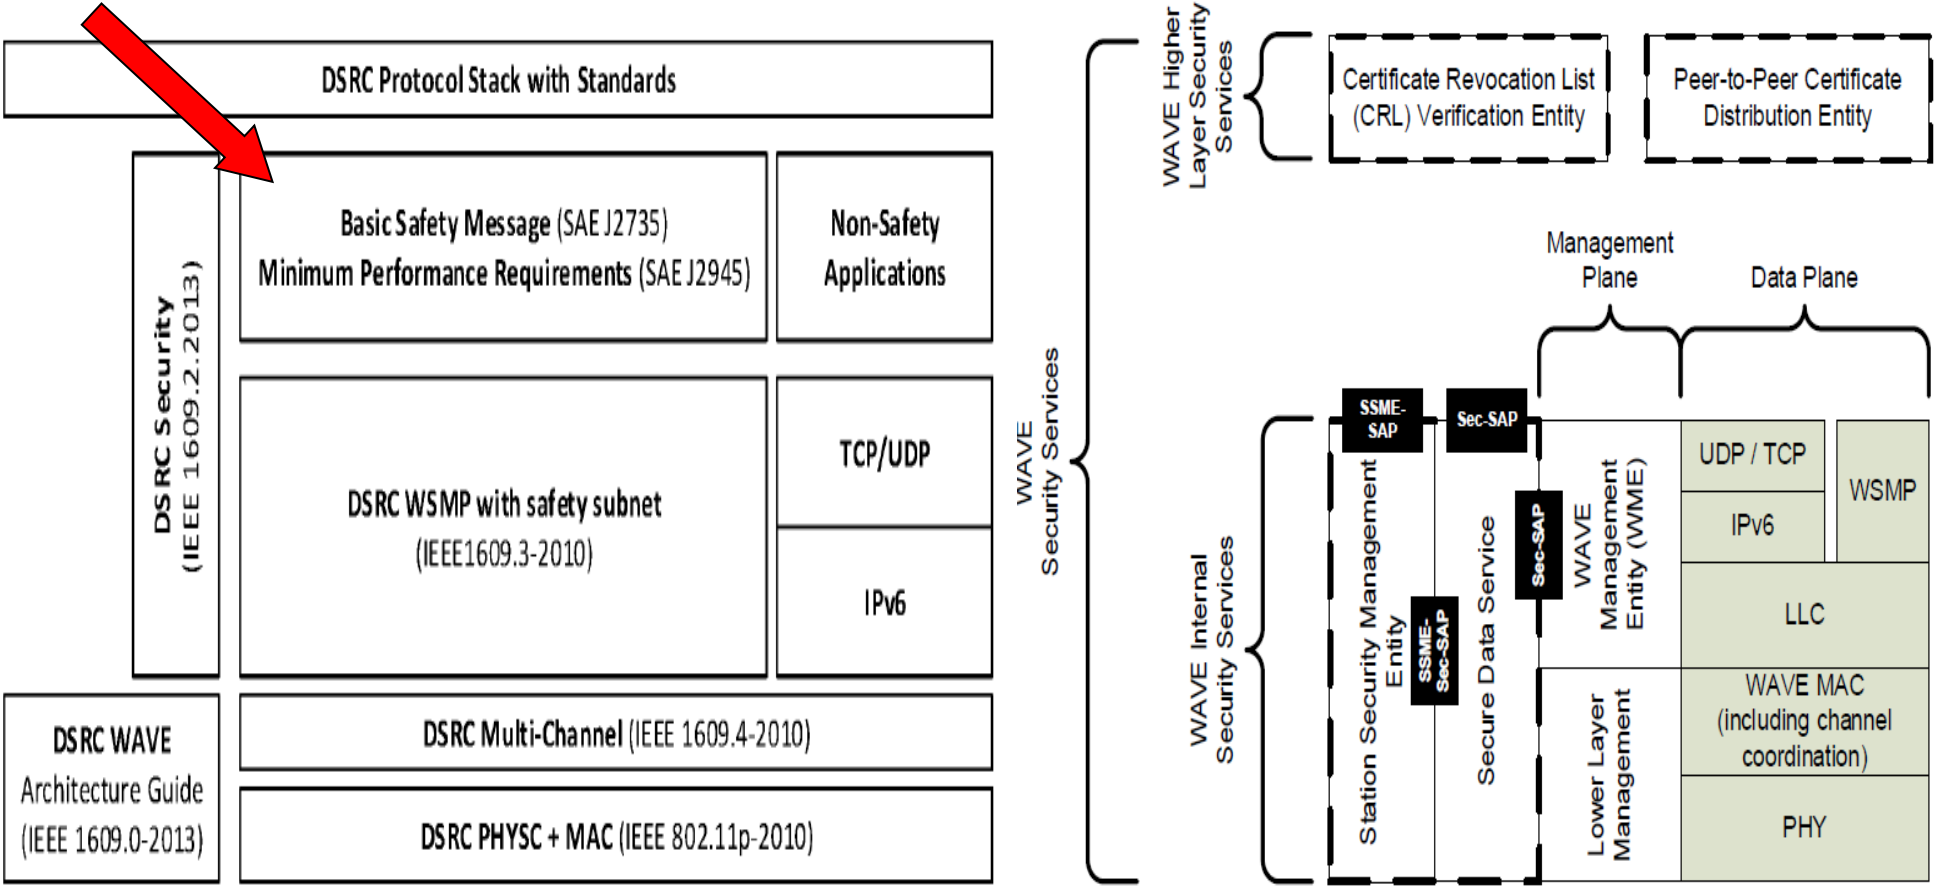 DSRC Protocol Stack with Standards
DSRC Security
(IEEE 1609.2.2013)
Basic Safety Message (SAE J2735)
Minimum Performance Requirements (SAE J2945)
Non-Safety
Applications
DSRC WSMP with safety subnet
(IEEE1609.3-2010)
TCP/UDP
IPv6
DSRC WAVE
Architecture Guide
(IEEE 1609.0-2013)
DSRC Multi-Channel (IEEE 1609.4-2010)
DSRC PHYSC + MAC (IEEE 802.11p-2010)
WAVE
Security Services
WAVE Higher
Layer Security
Services
Certificate Revocation List
(CRL) Verification Entity
Peer-to-Peer Certificate
Distribution Entity
Management
Plane
Data Plane
WAVE Internal
Security Services
SSME-
SAP
Sec-SAP
Station Security Management
Entity
SSME-
Sec-SAP
Secure Data Service
Sec-SAP
WAVE
Management
Entity (WME)
Lower Layer
Management
UDP / TCP
IPv6
WSMP
LLC
WAVE MAC
(including channel
coordination)
PHY